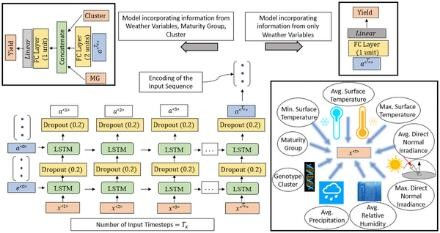 Cluster
Yield
Linear
FC Layer
(1 unit)
Concatenate
FC Layer
(2 units)
MG
Model incorporating information
from Weather Variables,
Maturity Group,
Cluster
Model incorporating
information from only
Weather Variables
Yield
Linear
FC Layer
(1 unit)
Encoding of the
Input Sequence
Dropout (0.2) Dropout (0.2) Dropout (0.2) Dropout (0.2)
LSTM LSTM LSTM LSTM
Dropout (0.2) Dropout (0.2) Dropout (0.2) Dropout (0.2)
LSTM LSTM LSTM LSTM
Number of Input Timesteps = Tx
Avg. Surface
Temperature
Min. Surface
Temperature
Max. Surface
Temperature
Maturity
Group
Avg. Direct
Normal
Irradiance
Genotype
Cluster
Max. Direct
Normal
Irradiance
Avg.
Precipitation
Avg.
Relative
Humidity